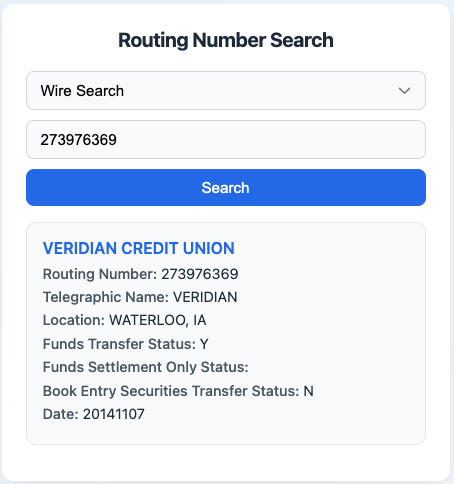 Routing Number Search
Wire Search
273976369
Search
VERIDIAN CREDIT UNION
Routing Number: 273976369
Telegraphic Name: VERIDIAN
Location: WATERLOO, IA
Funds Transfer Status: Y
Funds Settlement Only Status:
Book Entry Securities Transfer Status: N
Date: 20141107